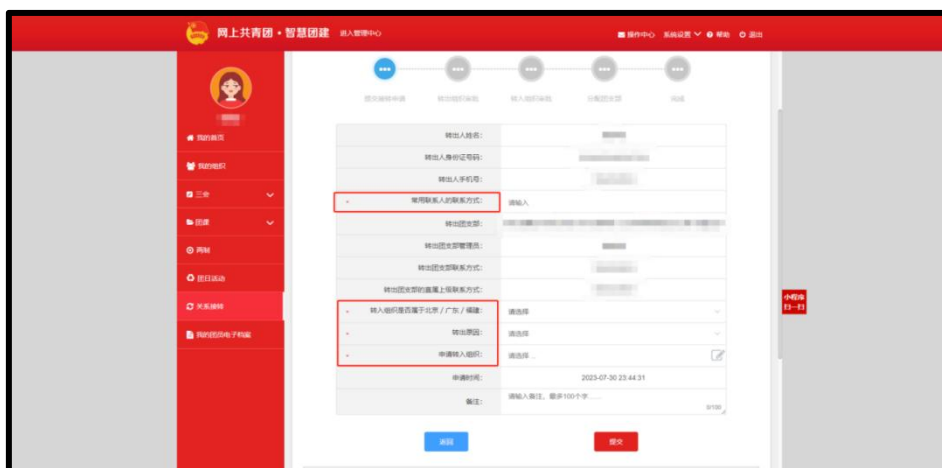 网上共青团·智慧团建 进入管理中心
操作中心 系统设置 帮助 退出
提交接转申请 转出组织审批 转入组织审批 分配团支部 完成
我的首页
我的组织
三会
团课
两制
团日活动
关系接转
我的团员电子档案
转出人姓名:
转出人身份证号码:
转出人手机号:
* 常用联系人的联系方式: 请输入
转出团支部:
转出团支部管理员:
转出团支部联系方式:
转出团支部的直属上级联系方式:
* 转入组织是否属于北京/广东/福建: 请选择
* 转出原因: 请选择
* 申请转入组织: 请选择 ...
申请时间: 2023-07-30 23:44:31
备注: 请输入备注,最多100个字……
0/100
返回 提交
小程序
扫一扫